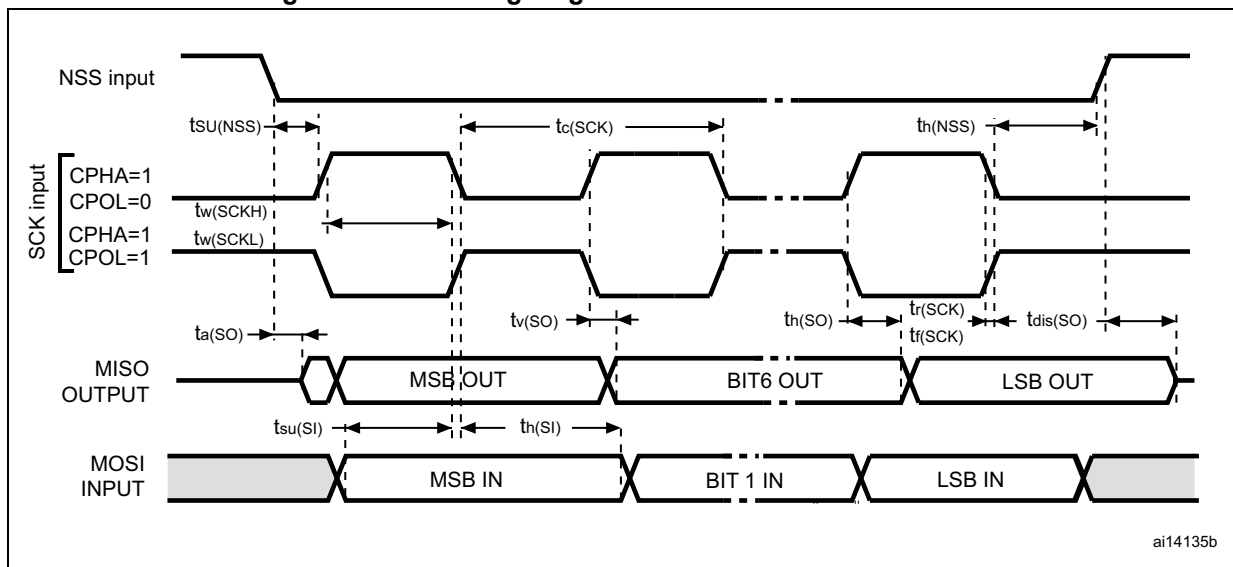 NSS input
tSU(NSS)
tc(SCK)
th(NSS)
SCK input
CPHA=1
CPOL=0
tw(SCKH)
CPHA=1
tw(SCKL)
CPOL=1
ta(SO)
tv(SO)
th(SO)
tr(SCK)
tf(SCK)
tdis(SO)
MISO
OUTPUT
MSB OUT
BIT6 OUT
LSB OUT
tsu(SI)
th(SI)
MOSI
INPUT
MSB IN
BIT 1 IN
LSB IN
ai14135b